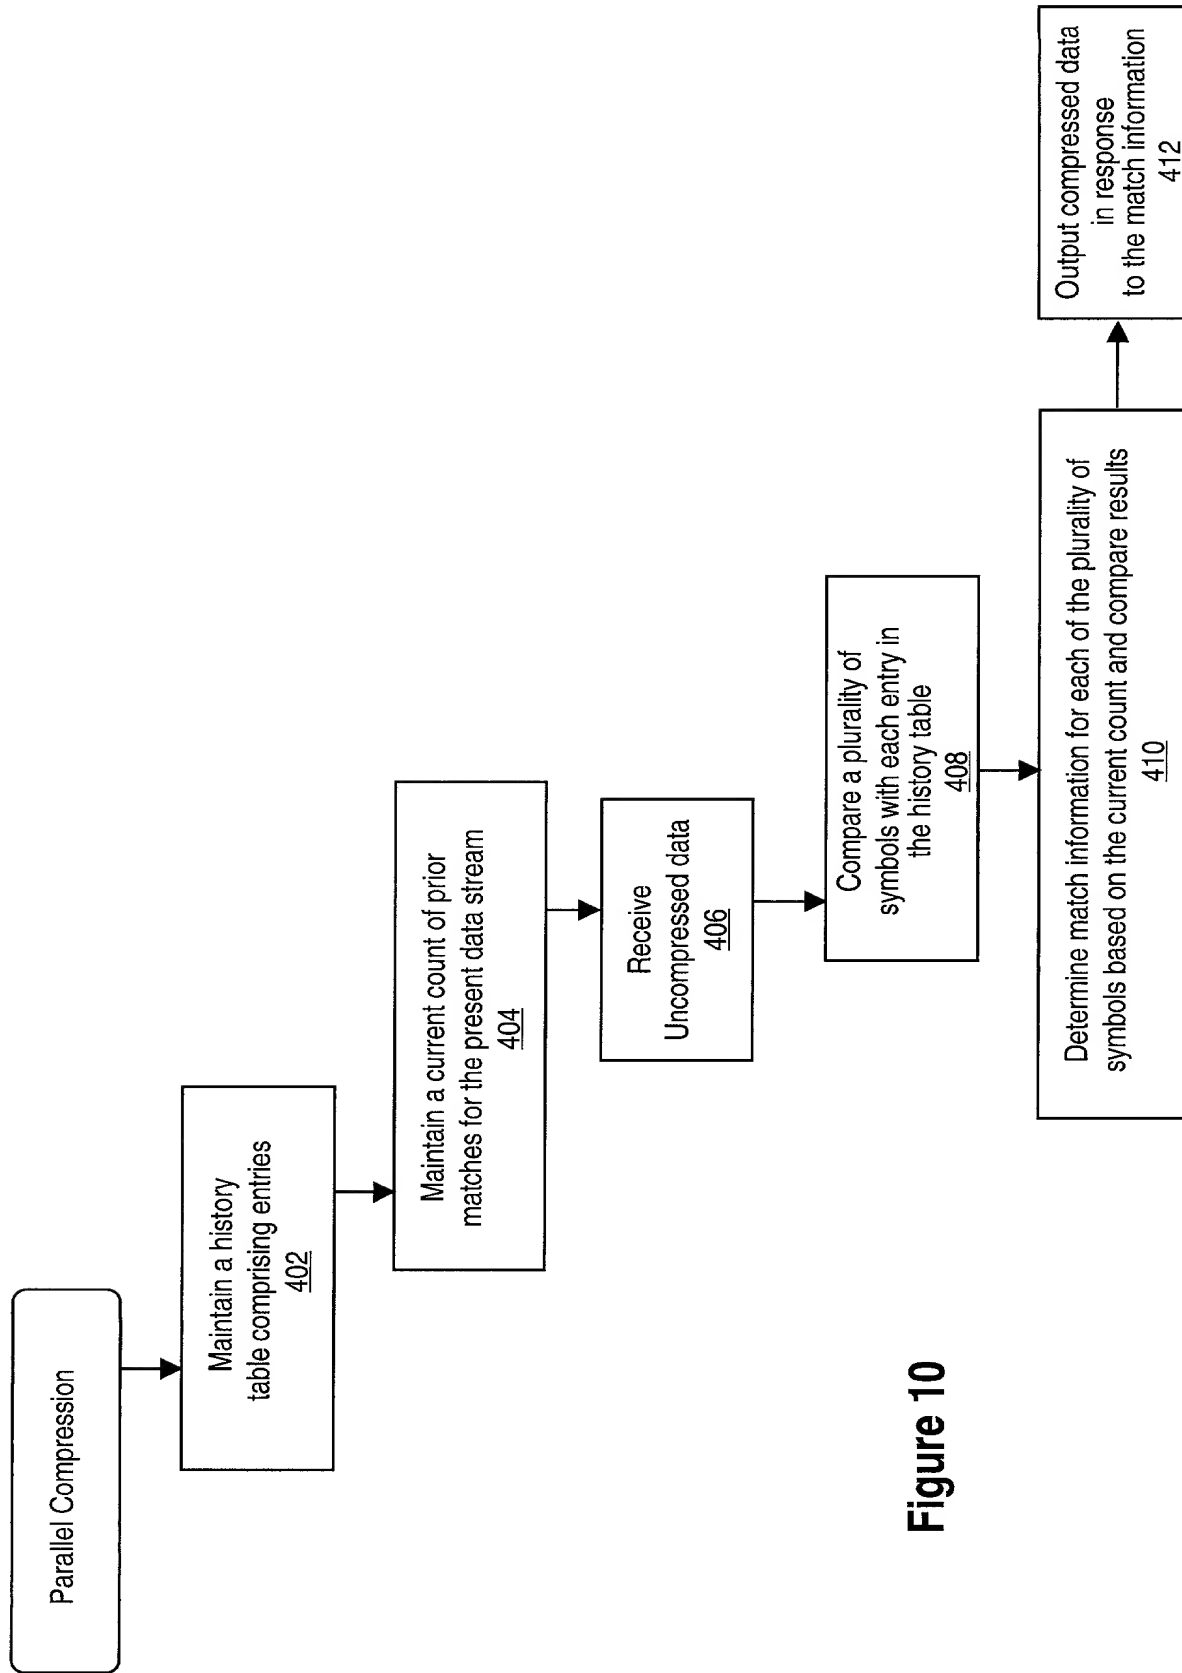 Parallel Compression
Maintain a history
table comprising entries
402
Maintain a current count of prior
matches for the present data stream
404
Receive
Uncompressed data
406
Compare a plurality of
symbols with each entry in
the history table
408
Determine match information for each of the plurality of
symbols based on the current count and compare results
410
Output compressed data
in response
to the match information
412
Figure 10